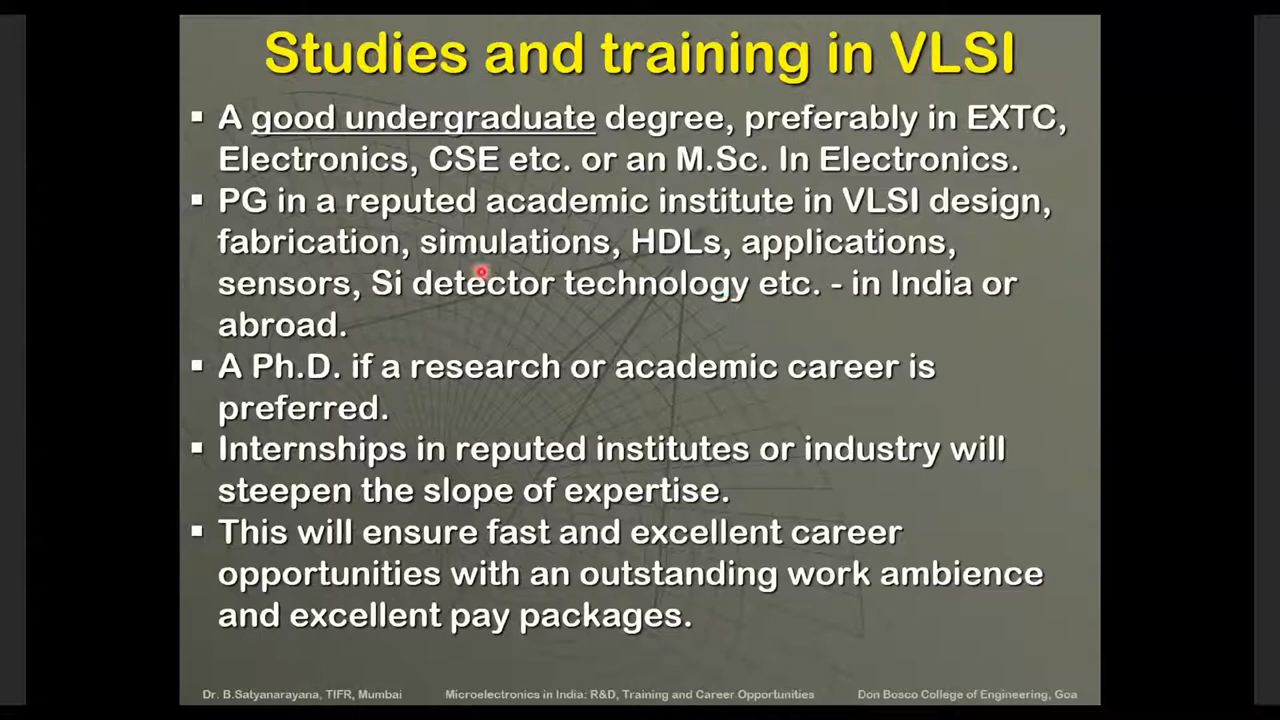 Studies and training in VLSI
▪ A good undergraduate degree, preferably in EXTC,
Electronics, CSE etc. or an M.Sc. In Electronics.
▪ PG in a reputed academic institute in VLSI design,
fabrication, simulations, HDLs, applications,
sensors, Si detector technology etc. - in India or
abroad.
▪ A Ph.D. if a research or academic career is
preferred.
▪ Internships in reputed institutes or industry will
steepen the slope of expertise.
▪ This will ensure fast and excellent career
opportunities with an outstanding work ambience
and excellent pay packages.
Dr. B.Satyanarayana, TIFR, Mumbai Microelectronics in India: R&D, Training and Career Opportunities Don Bosco College of Engineering, Goa